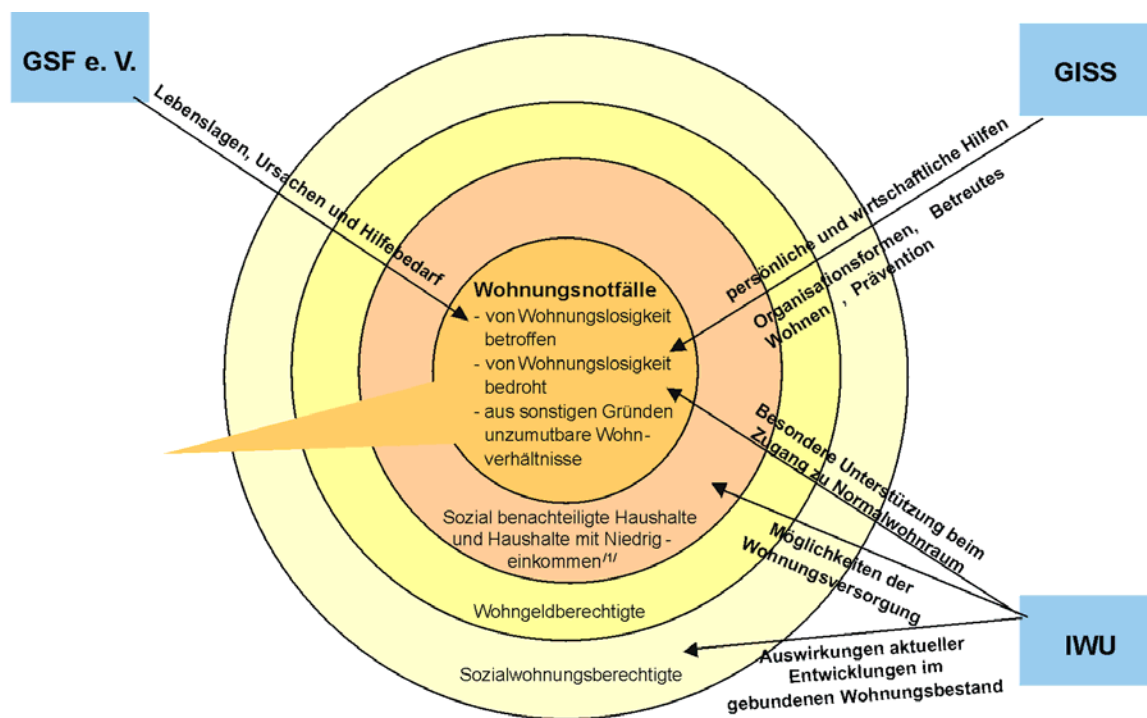 GSF e. V.
GISS
Lebenslagen, Ursachen und Hilfebedarf
persönliche und wirtschaftliche Hilfen
Organisationsformen, Betreutes
Wohnen , Prävention
Wohnungsnotfälle
- von Wohnungslosigkeit
betroffen
- von Wohnungslosigkeit
bedroht
- aus sonstigen Gründen
unzumutbare Wohn-
verhältnisse
Besondere Unterstützung beim
Zugang zu Normalwohnraum
Sozial benachteiligte Haushalte
und Haushalte mit Niedrig-
einkommen/1/
Möglichkeiten der
Wohnungsversorgung
Wohngeldberechtigte
IWU
Sozialwohnungsberechtigte
Auswirkungen aktueller
Entwicklungen im
gebundenen Wohnungsbestand